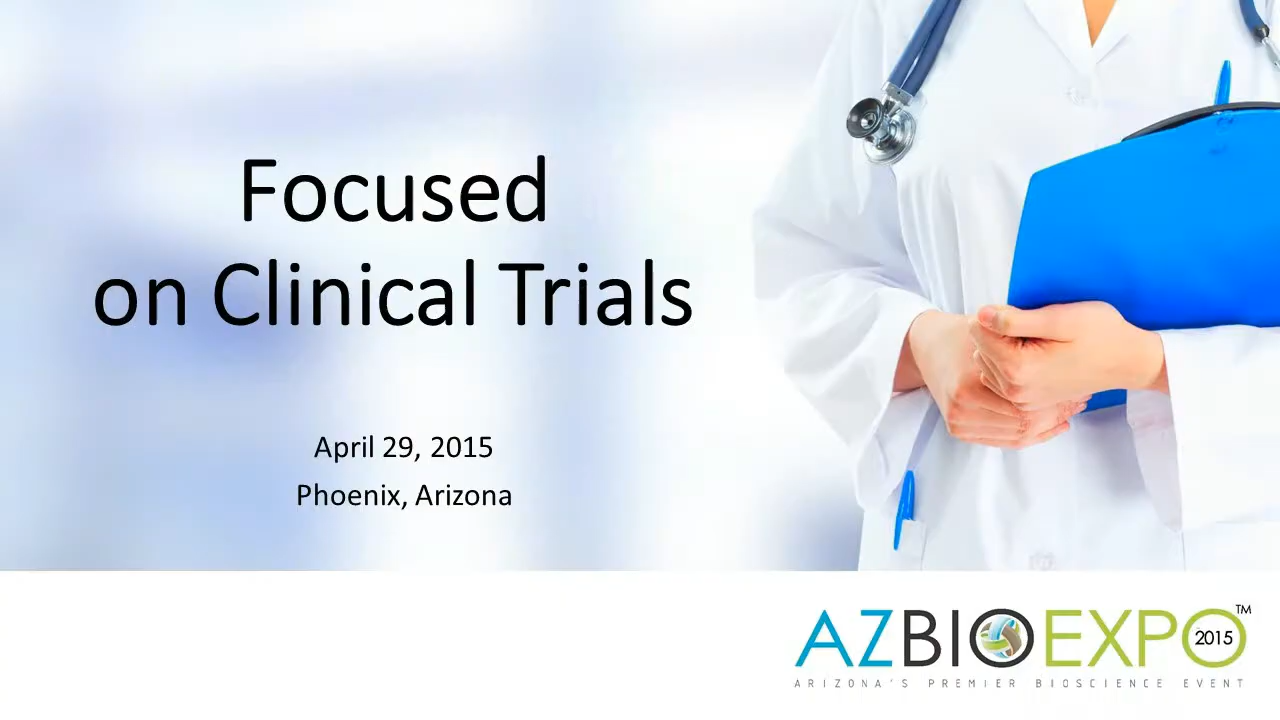 Focused
on Clinical Trials
April 29, 2015
Phoenix, Arizona
AZBIOEXPO 2015 ™
ARIZONA'S PREMIER BIOSCIENCE EVENT